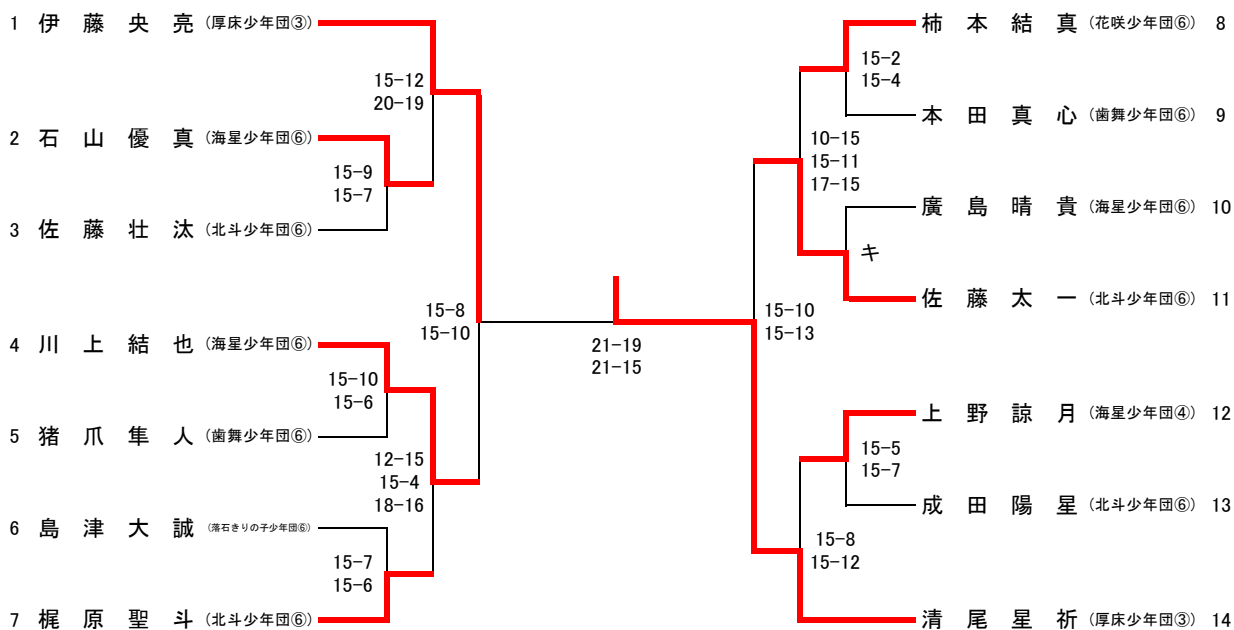 1 伊藤央亮 (厚床少年団③)
15-12
20-19
2 石山優真 (海星少年団⑥)
15-9
15-7
3 佐藤壮汰 (北斗少年団⑥)
15-8
15-10
4 川上結也 (海星少年団⑥)
15-10
15-6
5 猪爪隼人 (歯舞少年団⑥)
12-15
15-4
18-16
6 島津大誠 (落石きりの子少年団⑥)
15-7
15-6
7 梶原聖斗 (北斗少年団⑥)
21-19
21-15
柿本結真 (花咲少年団⑥) 8
15-2
15-4
本田真心 (歯舞少年団⑥) 9
10-15
15-11
17-15
廣島晴貴 (海星少年団⑥) 10
キ
佐藤太一 (北斗少年団⑥) 11
15-10
15-13
上野諒月 (海星少年団④) 12
15-5
15-7
成田陽星 (北斗少年団⑥) 13
15-8
15-12
清尾星祈 (厚床少年団③) 14